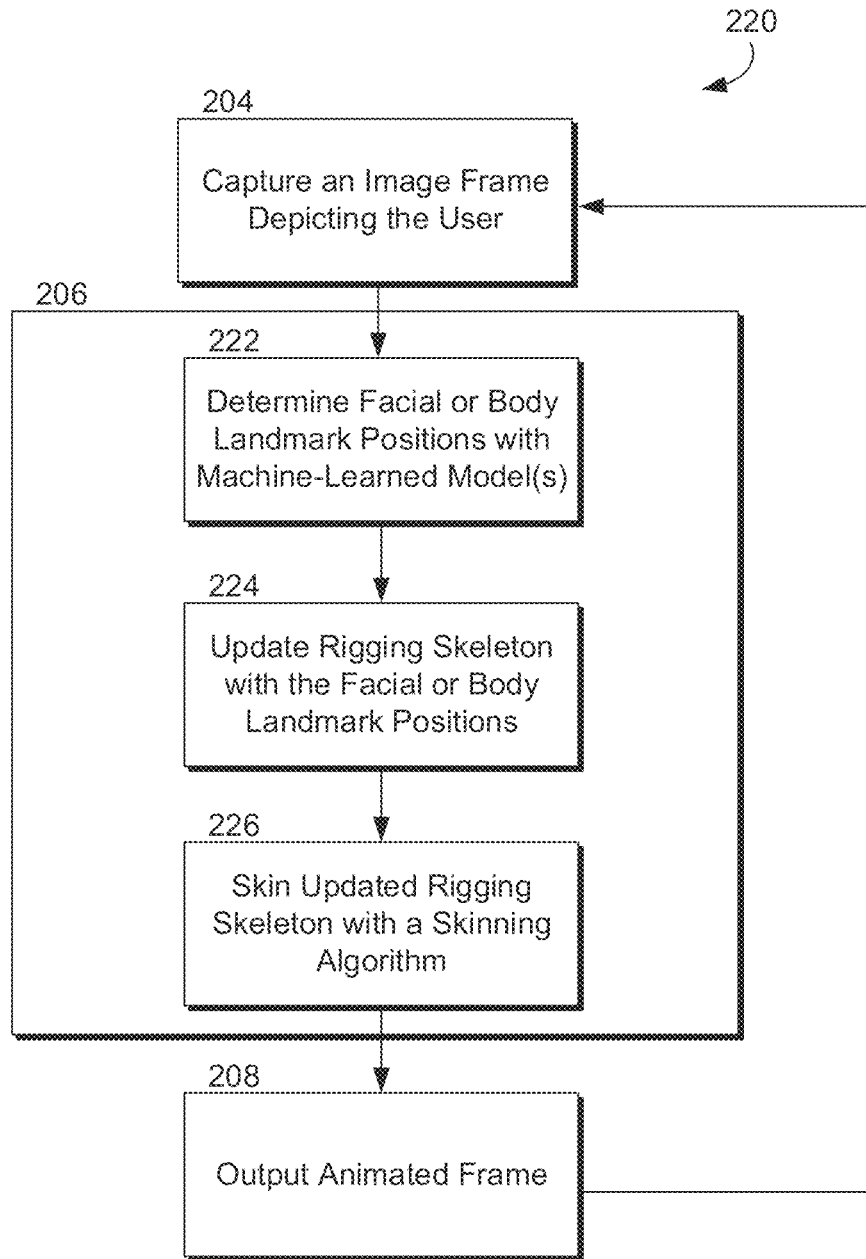 220
204
Capture an Image Frame
Depicting the User
206
222
Determine Facial or Body
Landmark Positions with
Machine-Learned Model(s)
224
Update Rigging Skeleton
with the Facial or Body
Landmark Positions
226
Skin Updated Rigging
Skeleton with a Skinning
Algorithm
208
Output Animated Frame